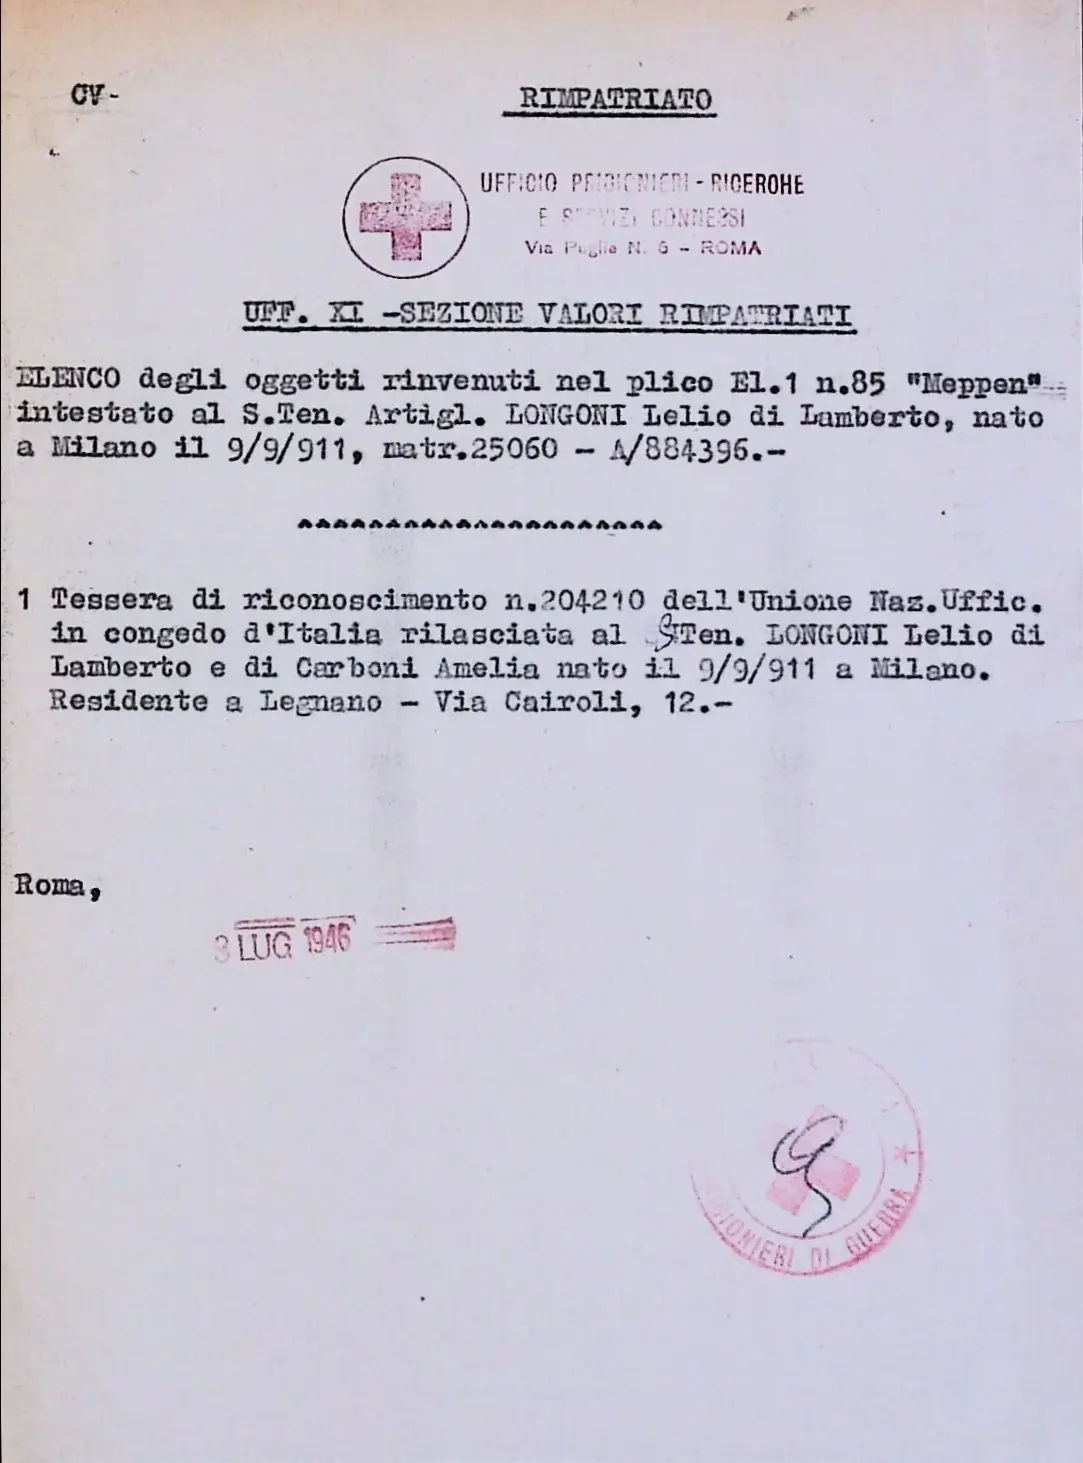 CV-
RIMPATRIATO
UFFICIO PRIGIONIERI - RICERCHE
E SERVIZI CONNESSI
Via Puglie N. 6 - ROMA
UFF. XI -SEZIONE VALORI RIMPATRIATI
ELENCO degli oggetti rinvenuti nel plico El.1 n.85 "Meppen"
intestato al S.Ten. Artigl. LONGONI Lelio di Lamberto, nato
a Milano il 9/9/911, matr.25060 - A/884396.-
1 Tessera di riconoscimento n.204210 dell'Unione Naz.Uffic.
in congedo d'Italia rilasciata al STen. LONGONI Lelio di
Lamberto e di Carboni Amelia nato il 9/9/911 a Milano.
Residente a Legnano - Via Cairoli, 12.-
Roma,
3 LUG 1946
DI GUERRA